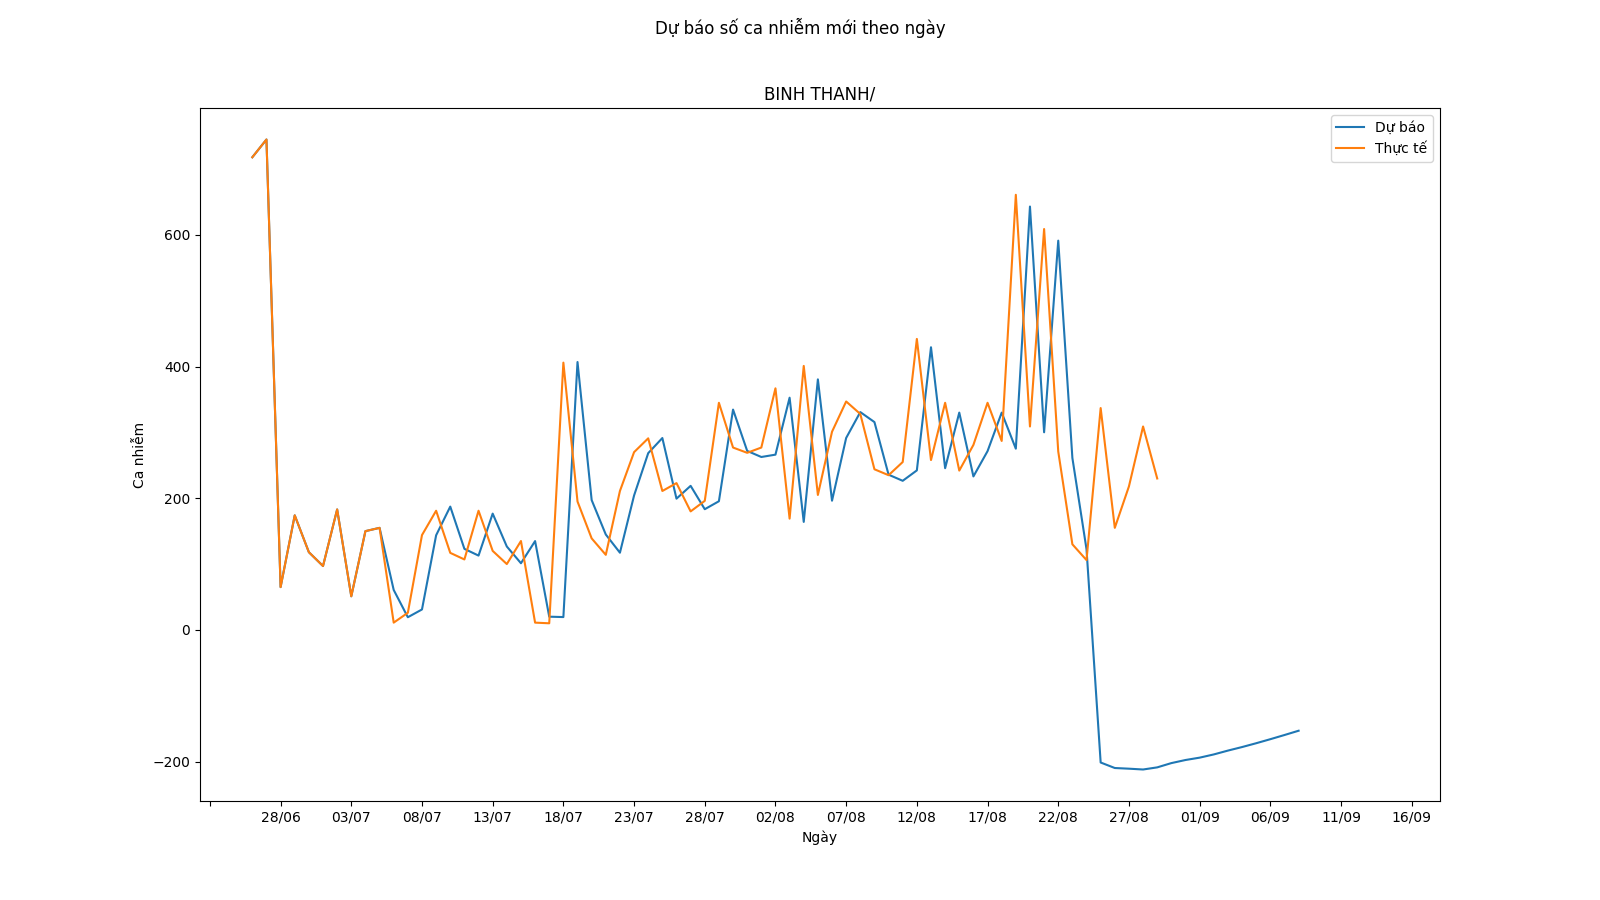 Dự báo số ca nhiễm mới theo ngày
BINH THANH/
Dự báo
Thực tế
600
400
200
0
−200
Ca nhiễm
28/06 03/07 08/07 13/07 18/07 23/07 28/07 02/08 07/08 12/08 17/08 22/08 27/08 01/09 06/09 11/09 16/09
Ngày